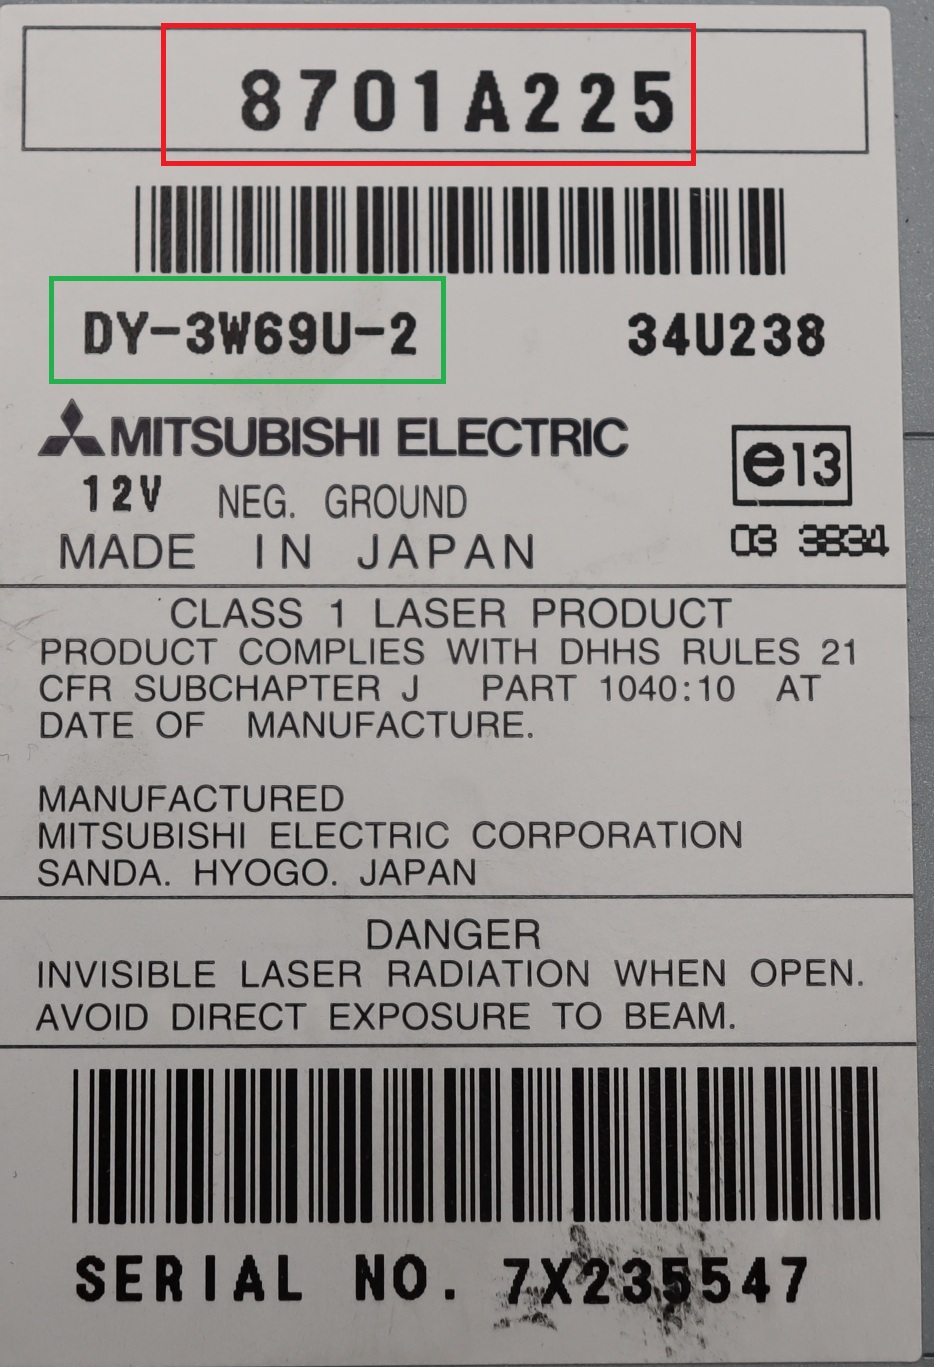 8701A225
DY-3W69U-2 34U238
MITSUBISHI ELECTRIC
e13
12V NEG. GROUND
03 3834
MADE IN JAPAN
CLASS 1 LASER PRODUCT
PRODUCT COMPLIES WITH DHHS RULES 21
CFR SUBCHAPTER J PART 1040:10 AT
DATE OF MANUFACTURE.
MANUFACTURED
MITSUBISHI ELECTRIC CORPORATION
SANDA. HYOGO. JAPAN
DANGER
INVISIBLE LASER RADIATION WHEN OPEN.
AVOID DIRECT EXPOSURE TO BEAM.
SERIAL NO. 7X235547